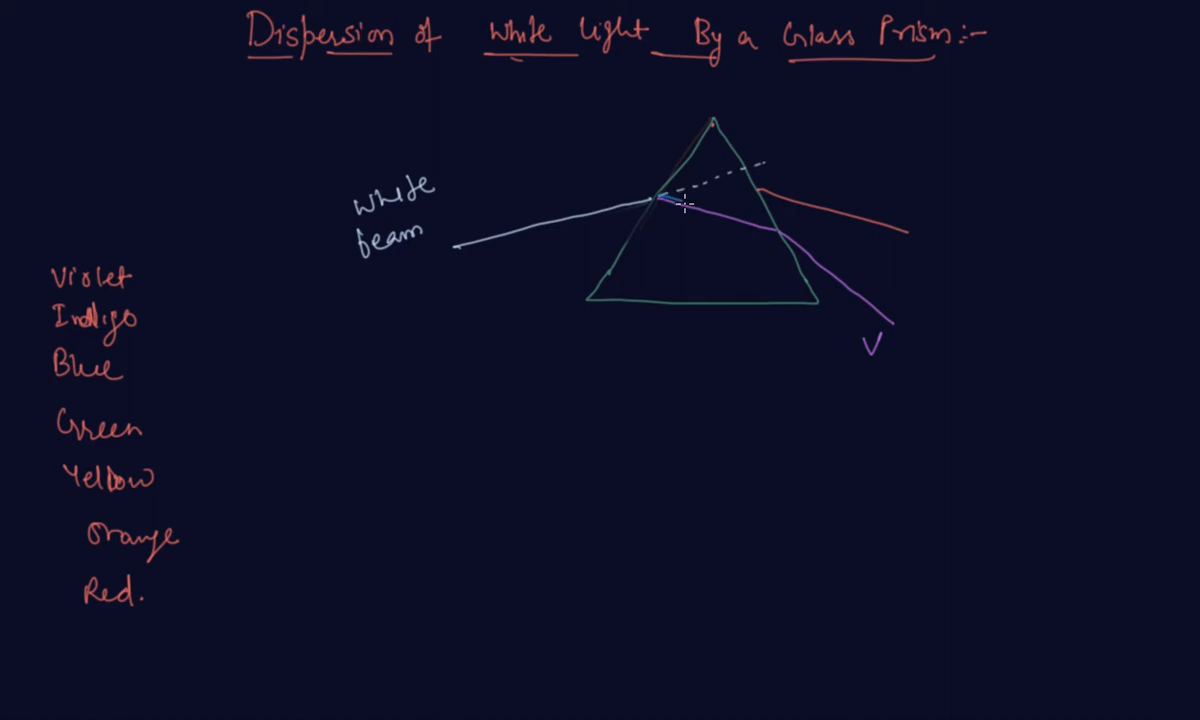 Dispersion of white light By a Glass Prism:-
white
beam
Violet
Indigo
Blue
Green
Yellow
Orange
Red.
V